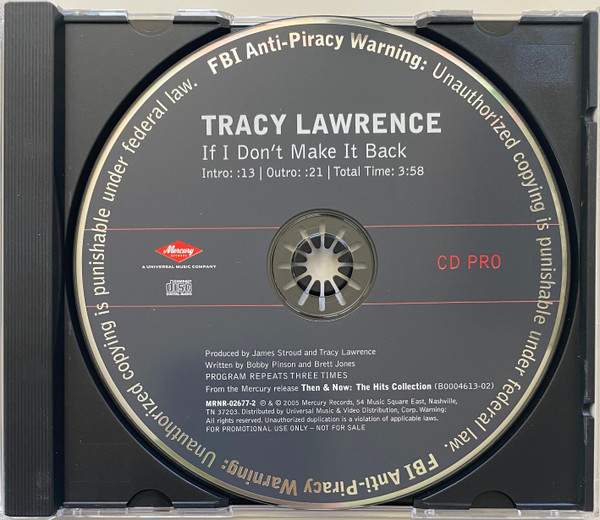 FBI Anti-Piracy Warning: Unauthorized copying is punishable under federal law.
TRACY LAWRENCE
If I Don't Make It Back
Intro: :13 | Outro: :21 | Total Time: 3:58
Mercury
RECORDS
A UNIVERSAL MUSIC COMPANY
CD PRO
COMPACT
disc
DIGITAL AUDIO
Produced by James Stroud and Tracy Lawrence
Written by Bobby Pinson and Brett Jones
PROGRAM REPEATS THREE TIMES
From the Mercury release Then & Now: The Hits Collection (B0004613-02)
MRNR-02677-2 ℗ & © 2005 Mercury Records, 54 Music Square East, Nashville,
TN 37203. Distributed by Universal Music & Video Distribution, Corp. Warning:
All rights reserved. Unauthorized duplication is a violation of applicable laws.
FOR PROMOTIONAL USE ONLY – NOT FOR SALE
FBI Anti-Piracy Warning: Unauthorized copying is punishable under federal law.